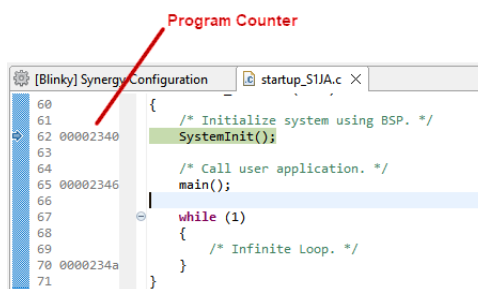 Program Counter
[Blinky] Synergy Configuration startup_S1JA.c
60 {
61 /* Initialize system using BSP. */
62 00002340 SystemInit();
63
64 /* Call user application. */
65 00002346 main();
66
67 while (1)
68 {
69 /* Infinite Loop. */
70 0000234a }
71 }